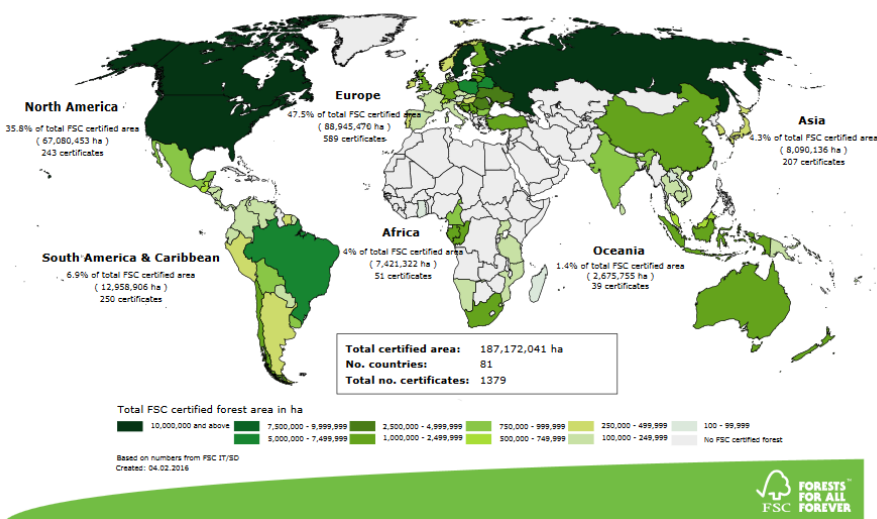 North America
35.8% of total FSC certified area
( 67,080,453 ha )
243 certificates
Europe
47.5% of total FSC certified area
( 88,945,470 ha )
589 certificates
Asia
4.3% of total FSC certified area
( 8,090,136 ha )
207 certificates
South America & Caribbean
6.9% of total FSC certified area
( 12,958,906 ha )
250 certificates
Africa
4% of total FSC certified area
( 7,421,322 ha )
51 certificates
Oceania
1.4% of total FSC certified area
( 2,675,755 ha )
39 certificates
Total certified area: 187,172,041 ha
No. countries: 81
Total no. certificates: 1379
Total FSC certified forest area in ha
10,000,000 and above
7,500,000 - 9,999,999
2,500,000 - 4,999,999
750,000 - 999,999
250,000 - 499,999
100 - 99,999
5,000,000 - 7,499,999
1,000,000 - 2,499,999
500,000 - 749,999
100,000 - 249,999
No FSC certified forest
Based on numbers from FSC IT/SD
Created: 04.02.2016
FSC
FORESTS
FOR ALL
FOREVER